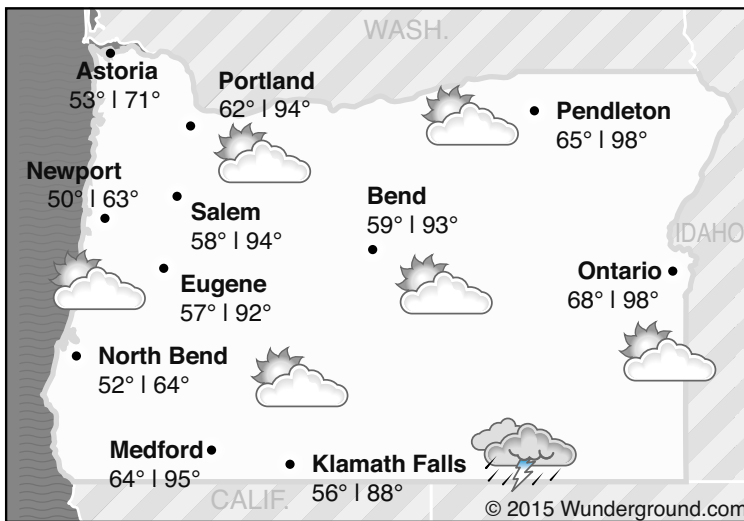 WASH.
Astoria
53° | 71°
Portland
62° | 94°
Pendleton
65° | 98°
Newport
50° | 63°
Salem
58° | 94°
Bend
59° | 93°
IDAHO
Eugene
57° | 92°
Ontario
68° | 98°
North Bend
52° | 64°
Medford
64° | 95°
Klamath Falls
56° | 88°
CALIF.
© 2015 Wunderground.com